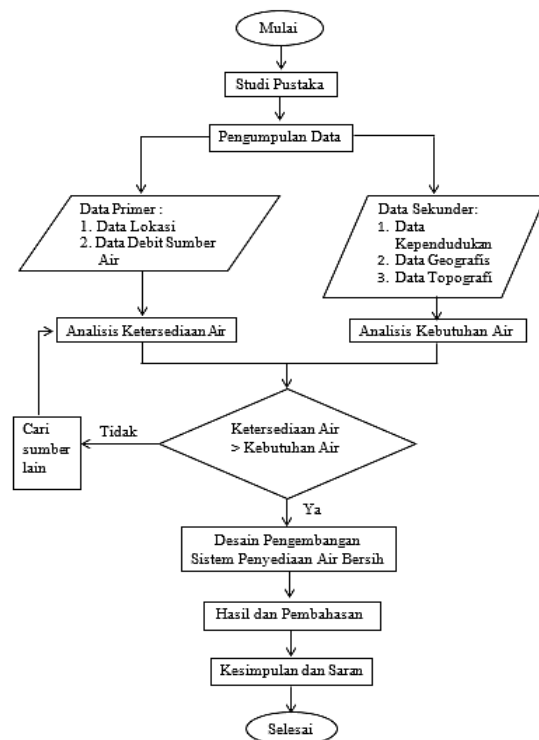 Mulai
Studi Pustaka
Pengumpulan Data
Data Primer :
1. Data Lokasi
2. Data Debit Sumber
Air
Data Sekunder:
1. Data
Kependudukan
2. Data Geografis
3. Data Topografi
Analisis Ketersediaan Air
Analisis Kebutuhan Air
Cari
sumber
lain
Tidak
Ketersediaan Air
> Kebutuhan Air
Ya
Desain Pengembangan
Sistem Penyediaan Air Bersih
Hasil dan Pembahasan
Kesimpulan dan Saran
Selesai